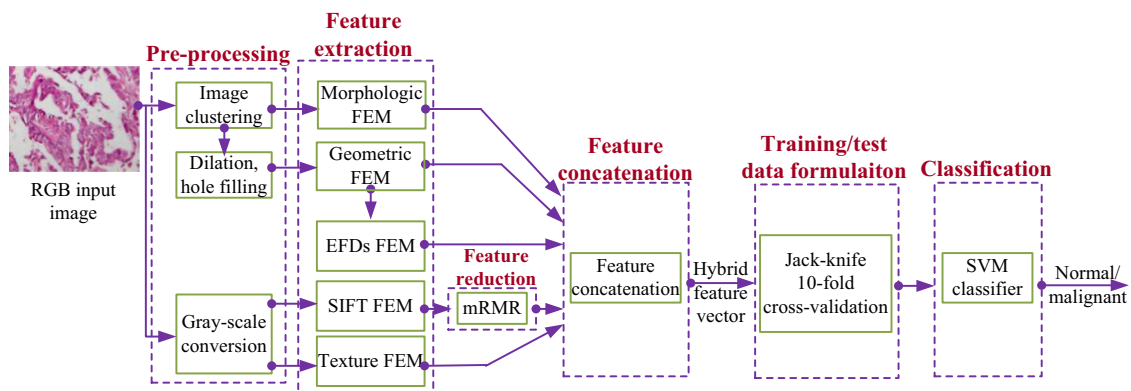 Pre-processing
Feature
extraction
RGB input
image
Image
clustering
Dilation,
hole filling
Gray-scale
conversion
Morphologic
FEM
Geometric
FEM
EFDs FEM
SIFT FEM
Texture FEM
Feature
reduction
mRMR
Feature
concatenation
Feature
concatenation
Hybrid
feature
vector
Training/test
data formulaiton
Jack-knife
10-fold
cross-validation
Classification
SVM
classifier
Normal/
malignant